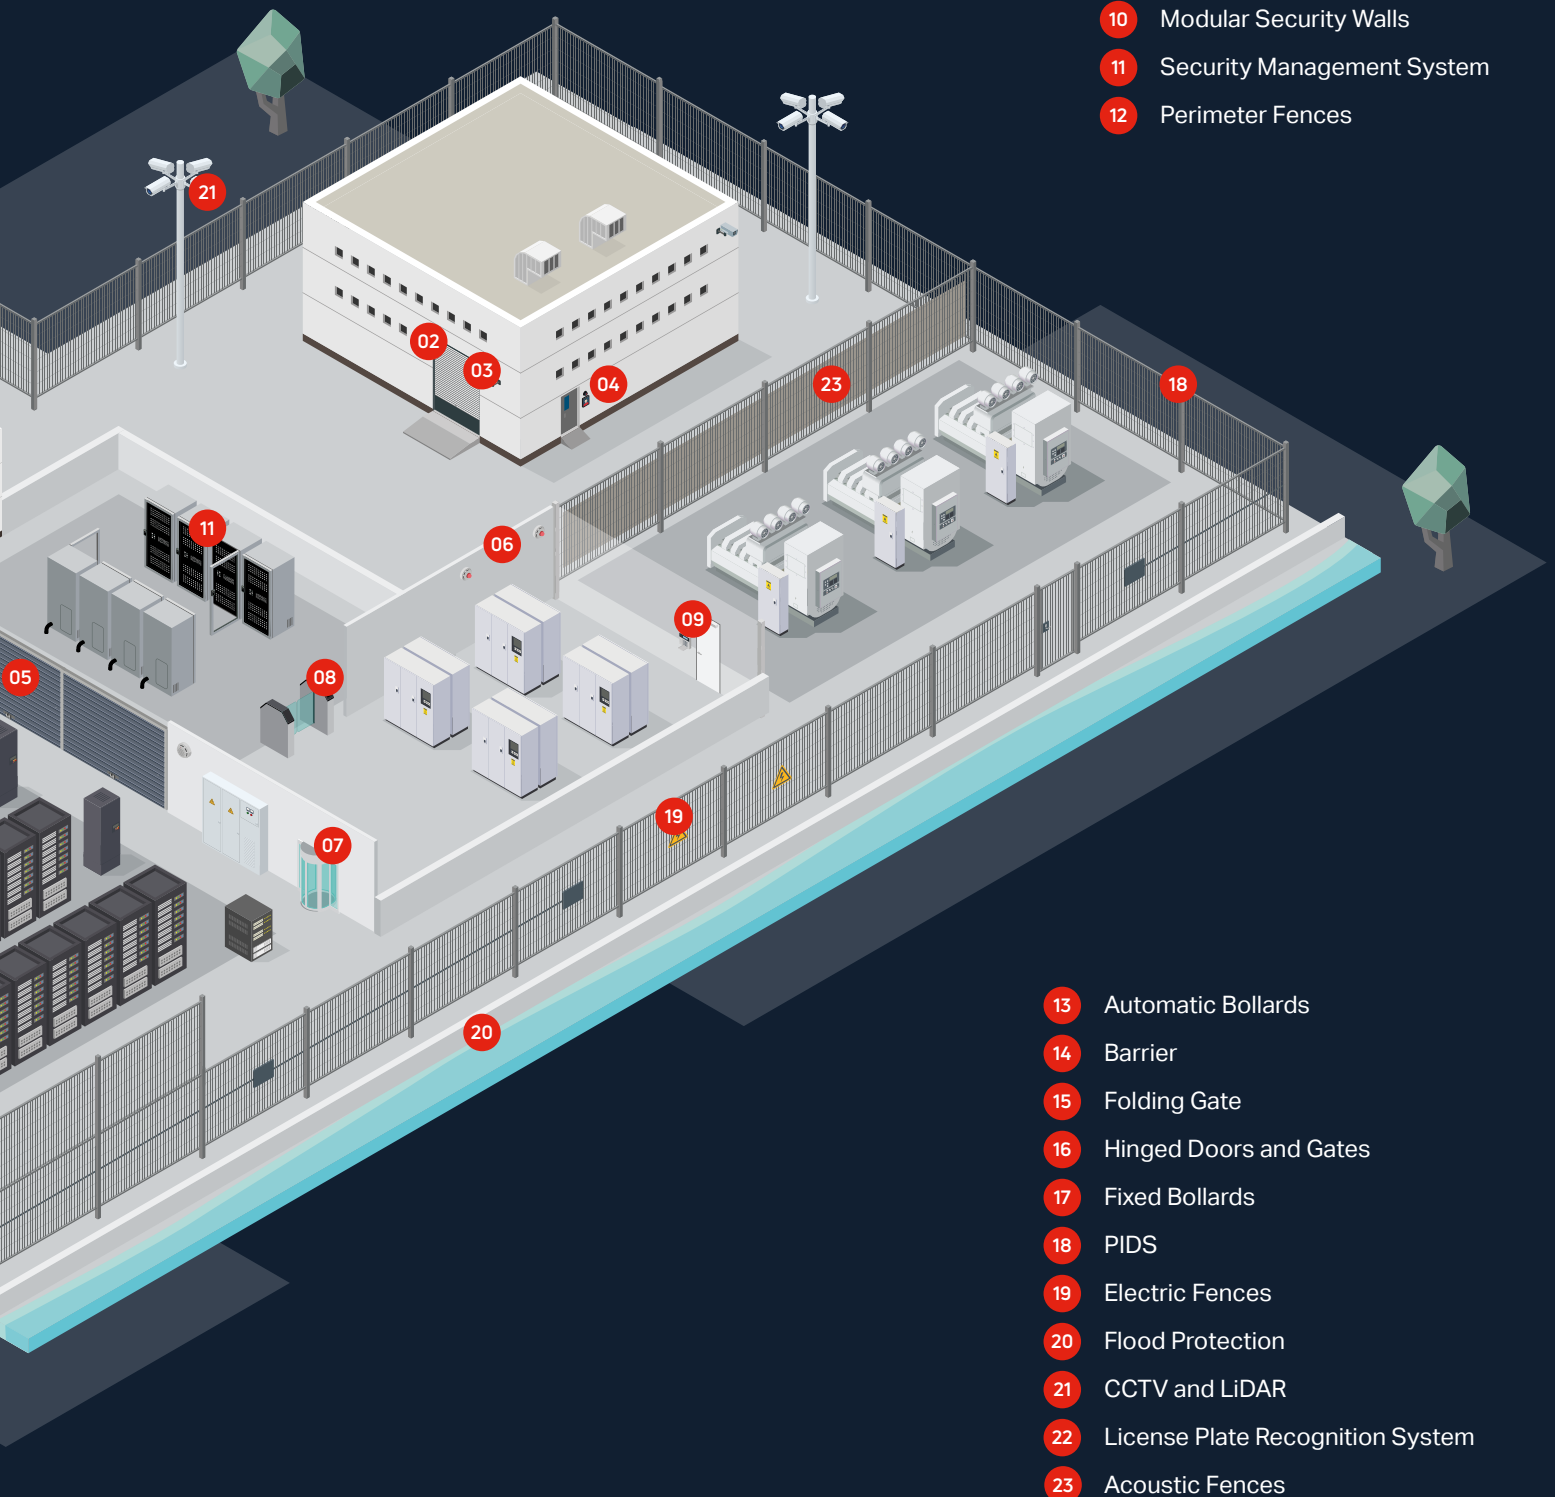 10 Modular Security Walls
11 Security Management System
12 Perimeter Fences
21
02
03
04
23
18
11
06
09
05
08
19
07
20
13 Automatic Bollards
14 Barrier
15 Folding Gate
16 Hinged Doors and Gates
17 Fixed Bollards
18 PIDS
19 Electric Fences
20 Flood Protection
21 CCTV and LiDAR
22 License Plate Recognition System
23 Acoustic Fences